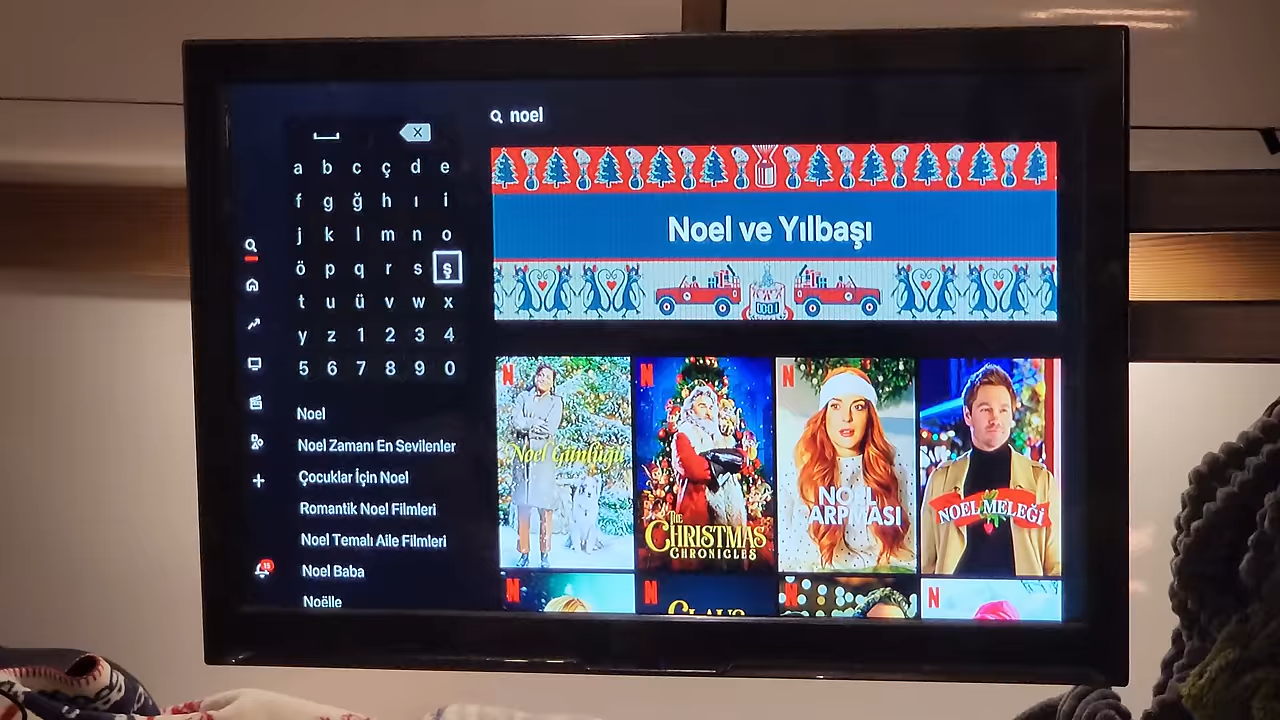 noel
a b c ç d e
f g ğ h ı i
j k l m n o
ö p q r s ş
t u ü v w x
y z 1 2 3 4
5 6 7 8 9 0
Noel
Noel Zamanı En Sevilenler
Çocuklar İçin Noel
Romantik Noel Filmleri
Noel Temalı Aile Filmleri
Noel Baba
Noëlle
15
Noel ve Yılbaşı
N
Noel Günlüğü
N
THE
CHRISTMAS
CHRONICLES
N
NOEL
ÇARPMASI
NOEL MELEĞİ
N
N
CLAUS
N
N